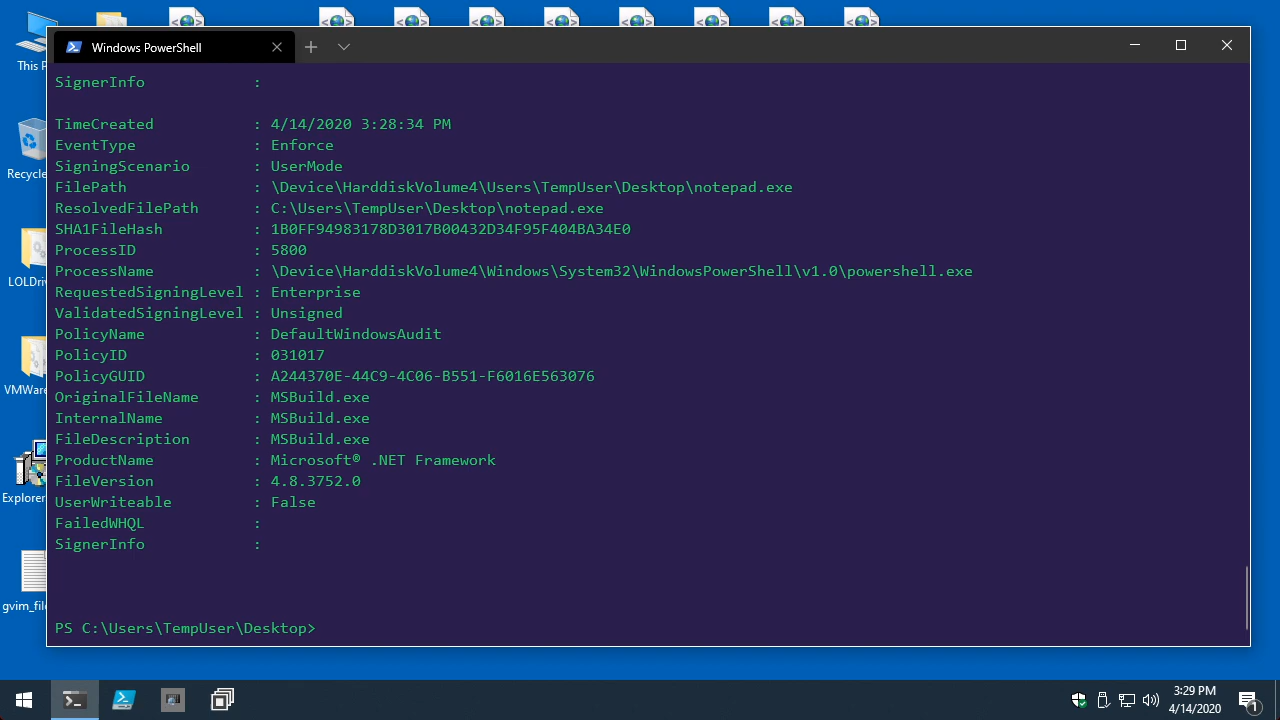 Windows PowerShell
This P
SignerInfo :
TimeCreated : 4/14/2020 3:28:34 PM
EventType : Enforce
SigningScenario : UserMode
Recycle
FilePath : \Device\HarddiskVolume4\Users\TempUser\Desktop\notepad.exe
ResolvedFilePath : C:\Users\TempUser\Desktop\notepad.exe
SHA1FileHash : 1B0FF94983178D3017B00432D34F95F404BA34E0
ProcessID : 5800
ProcessName : \Device\HarddiskVolume4\Windows\System32\WindowsPowerShell\v1.0\powershell.exe
LOLDri
RequestedSigningLevel : Enterprise
ValidatedSigningLevel : Unsigned
PolicyName : DefaultWindowsAudit
PolicyID : 031017
PolicyGUID : A244370E-44C9-4C06-B551-F6016E563076
VMWare
OriginalFileName : MSBuild.exe
InternalName : MSBuild.exe
FileDescription : MSBuild.exe
ProductName : Microsoft® .NET Framework
FileVersion : 4.8.3752.0
Explorer
UserWriteable : False
FailedWHQL :
SignerInfo :
gvim_fil
PS C:\Users\TempUser\Desktop>
3:29 PM
4/14/2020
1